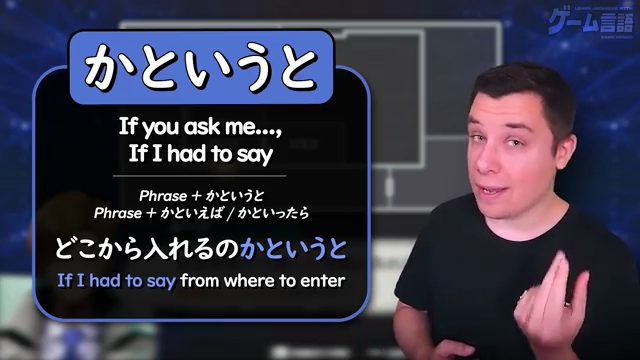 ゲーム言語
かというと
If you ask me...,
If I had to say
Phrase + かというと
Phrase + かといえば / かといったら
どこから入れるのかというと
If I had to say from where to enter